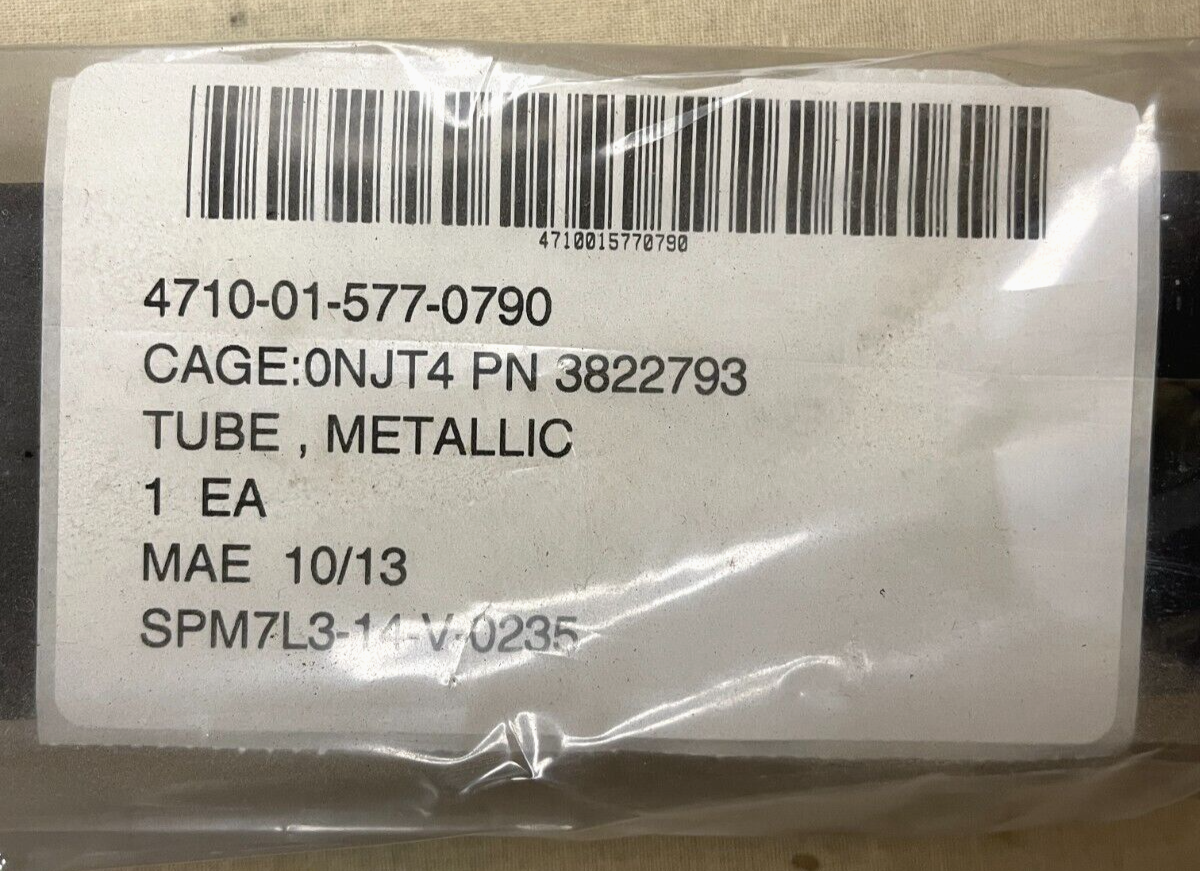 4710015770790
4710-01-577-0790
CAGE:0NJT4 PN 3822793
TUBE , METALLIC
1 EA
MAE 10/13
SPM7L3-14-V-0235